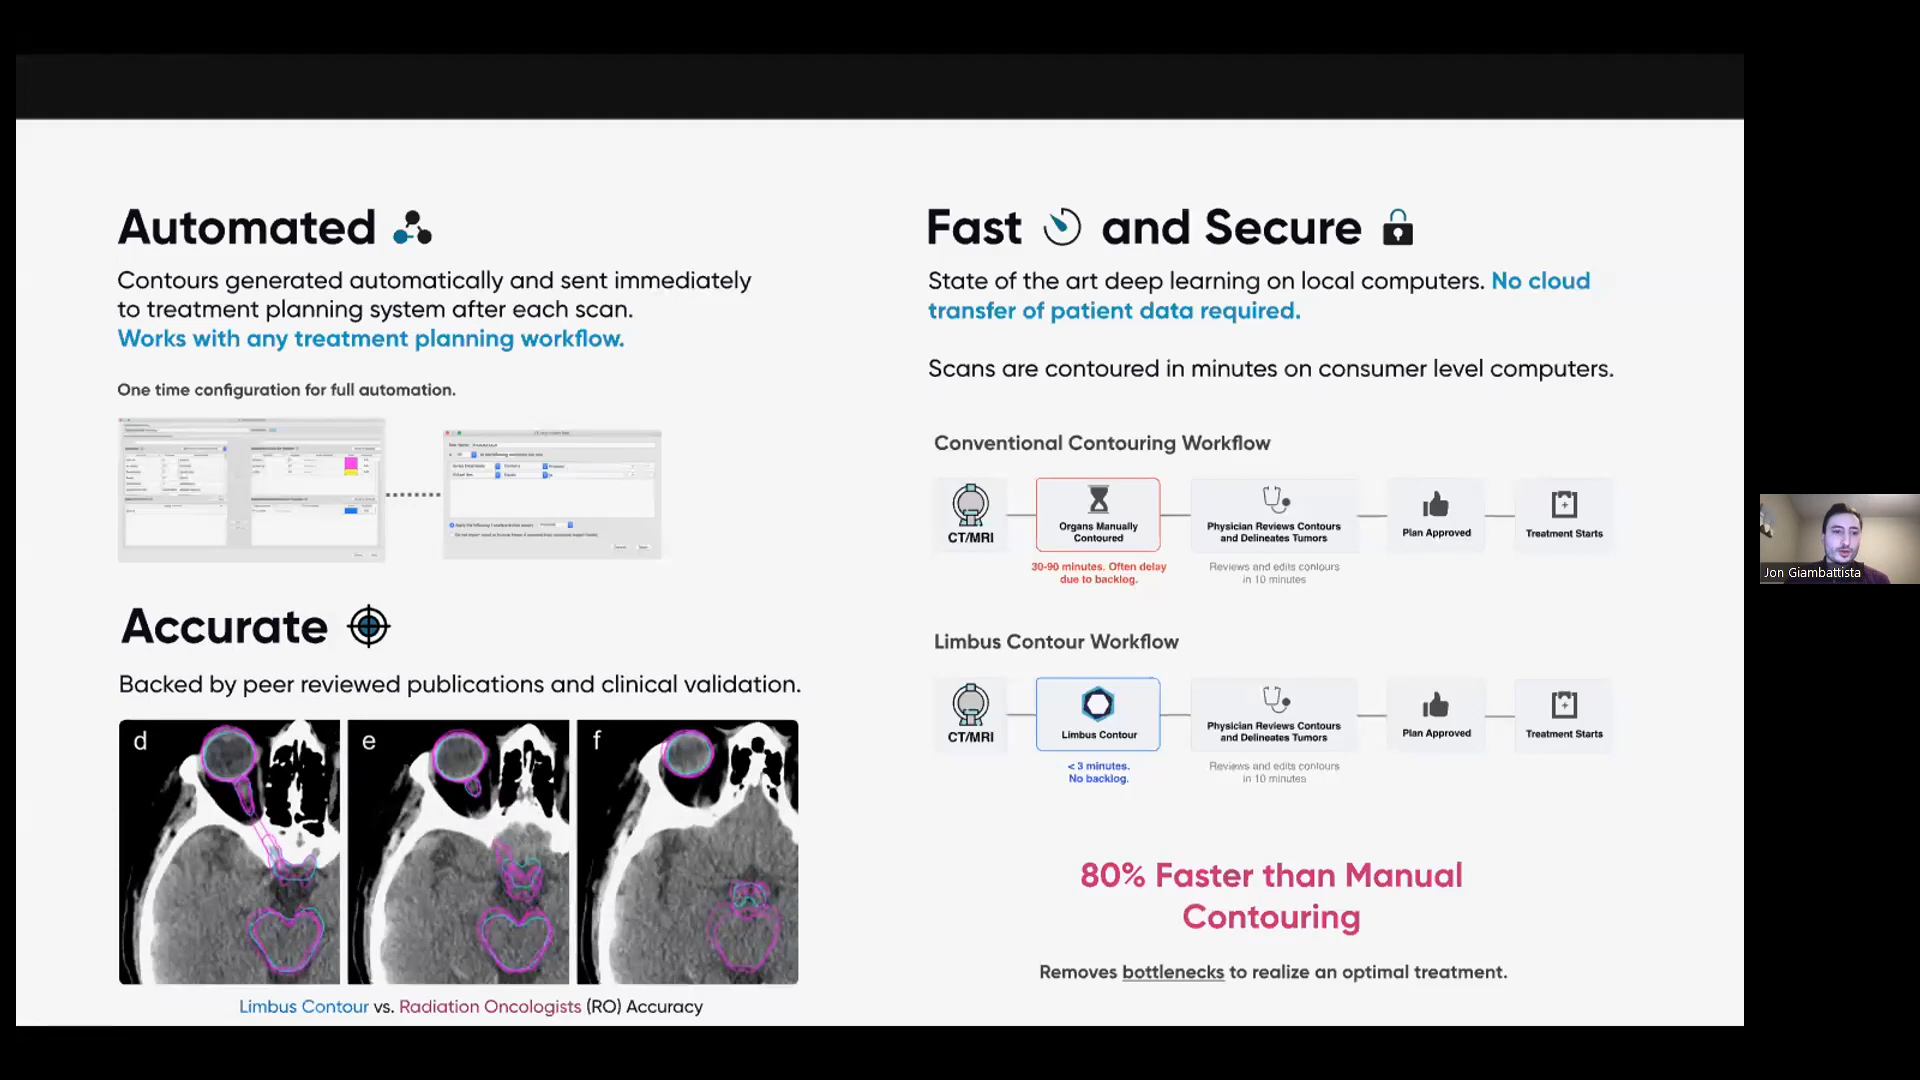 Automated
Contours generated automatically and sent immediately
to treatment planning system after each scan.
Works with any treatment planning workflow.
One time configuration for full automation.
Accurate
Backed by peer reviewed publications and clinical validation.
d
e
f
Limbus Contour vs. Radiation Oncologists (RO) Accuracy
Fast and Secure
State of the art deep learning on local computers. No cloud
transfer of patient data required.
Scans are contoured in minutes on consumer level computers.
Conventional Contouring Workflow
CT/MRI
Organs Manually
Contoured
30-90 minutes. Often delay
due to backlog.
Physician Reviews Contours
and Delineates Tumors
Reviews and edits contours
in 10 minutes
Plan Approved
Treatment Starts
Limbus Contour Workflow
CT/MRI
Limbus Contour
< 3 minutes.
No backlog.
Physician Reviews Contours
and Delineates Tumors
Reviews and edits contours
in 10 minutes
Plan Approved
Treatment Starts
80% Faster than Manual
Contouring
Removes bottlenecks to realize an optimal treatment.
Jon Giambattista